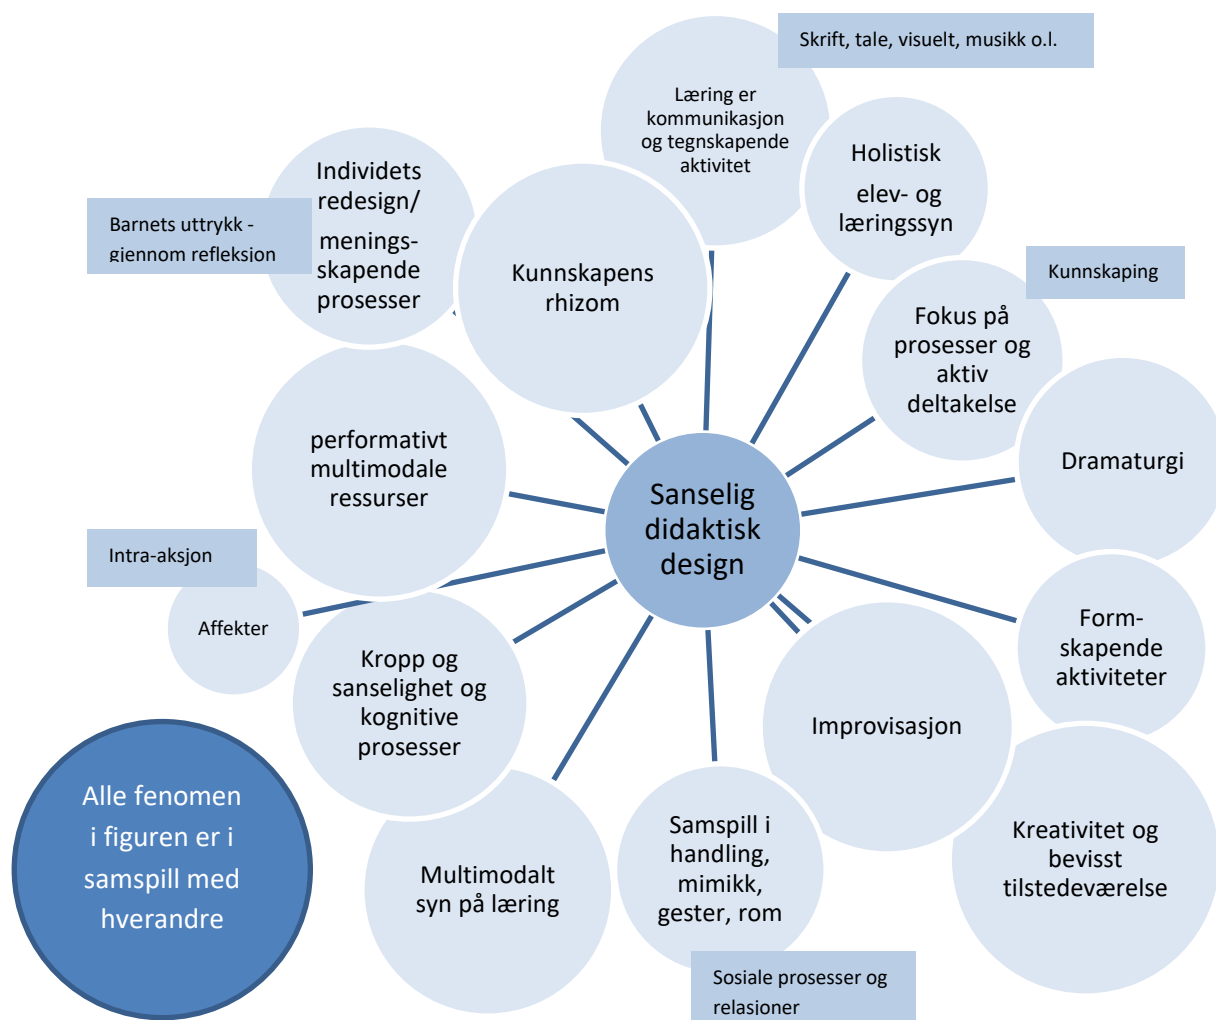 Skrift, tale, visuelt, musikk o.l.
Læring er
kommunikasjon
og tegnskapende
aktivitet
Holistisk
elev- og
læringssyn
Individets
redesign/
menings-
skapende
prosesser
Barnets uttrykk -
gjennom refleksjon
Kunnskapens
rhizom
Kunnskaping
Fokus på
prosesser og
aktiv
deltakelse
performativt
multimodale
ressurser
Dramaturgi
Sanselig
didaktisk
design
Intra-aksjon
Affekter
Kropp og
sanselighet og
kognitive
prosesser
Form-
skapende
aktiviteter
Improvisasjon
Alle fenomen
i figuren er i
samspill med
hverandre
Multimodalt
syn på læring
Samspill i
handling,
mimikk,
gester, rom
Kreativitet og
bevisst
tilstedeværelse
Sosiale prosesser og
relasjoner